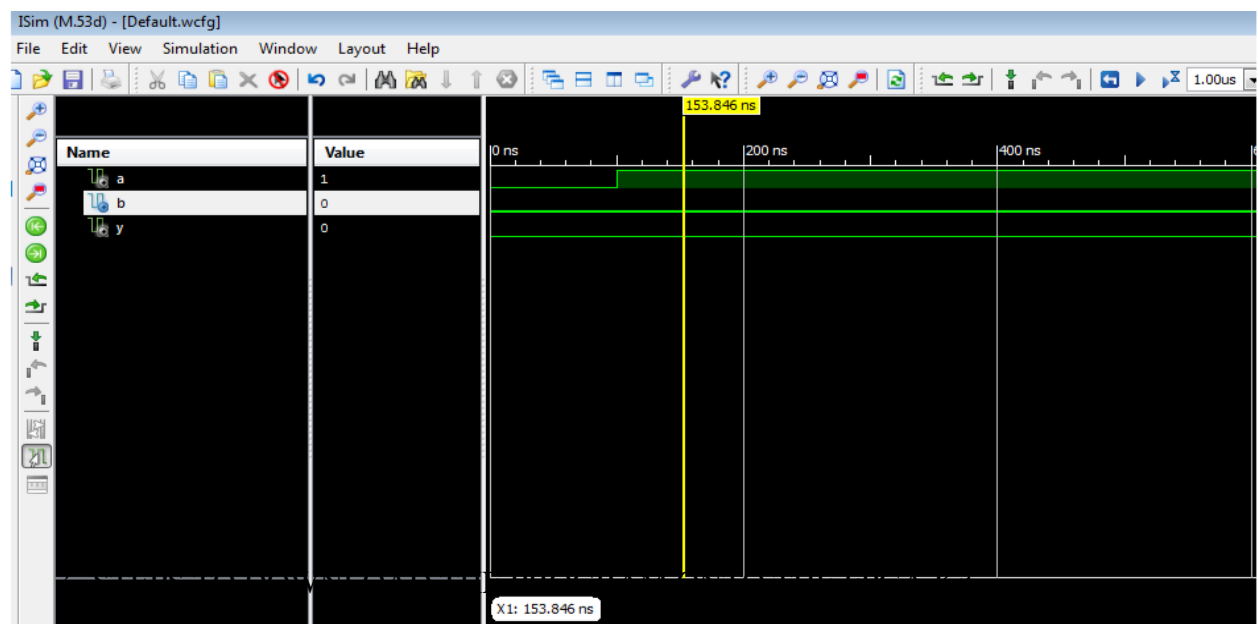 ISim (M.53d) - [Default.wcfg]
File Edit View Simulation Window Layout Help
1.00us
153.846 ns
Name Value
0 ns 200 ns 400 ns
a 1
b 0
y 0
X1: 153.846 ns